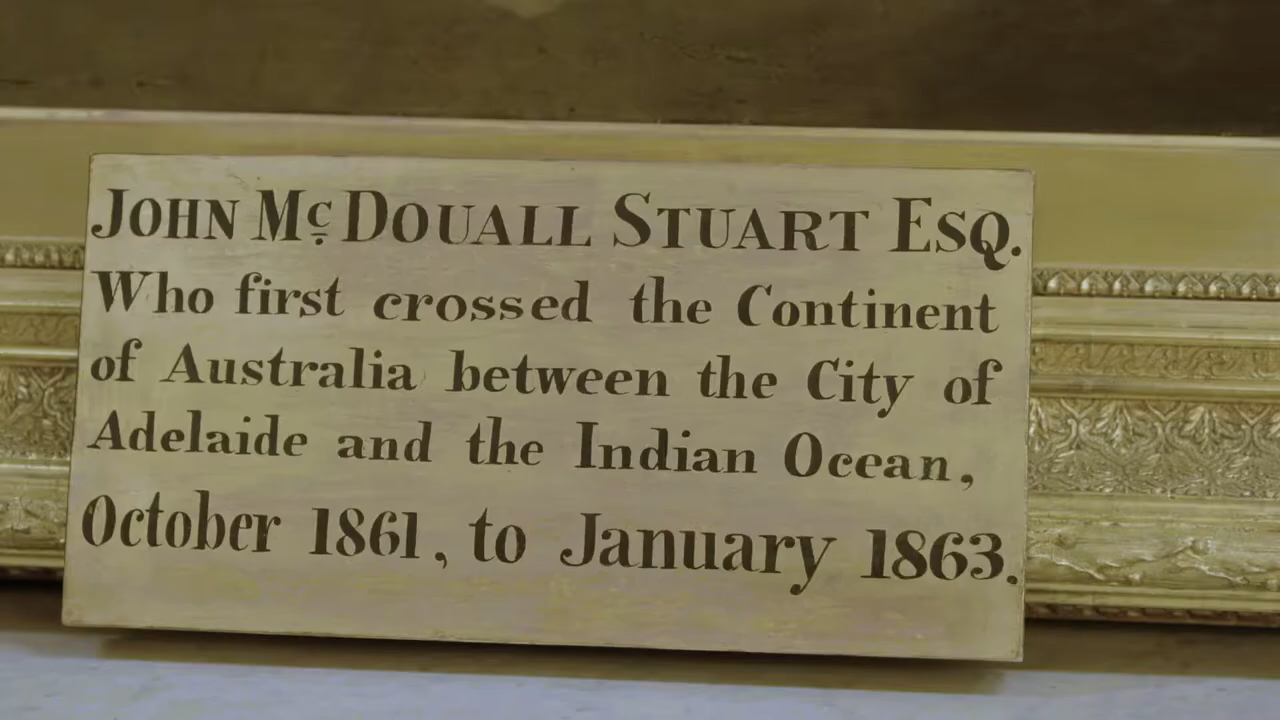 JOHN Mc DOUALL STUART ESQ.
Who first crossed the Continent
of Australia between the City of
Adelaide and the Indian Ocean,
October 1861, to January 1863.